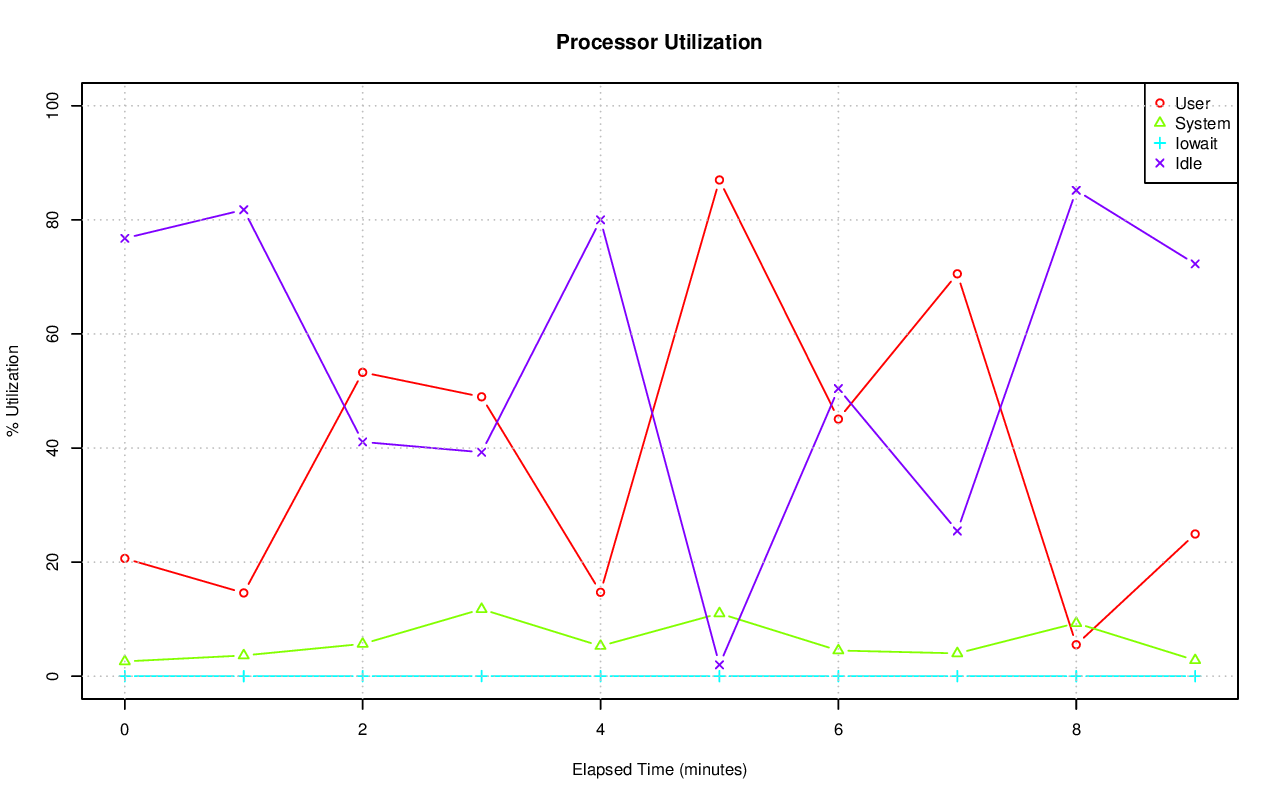 Processor Utilization
User
System
Iowait
Idle
% Utilization
100
80
60
40
20
0
0 2 4 6 8
Elapsed Time (minutes)